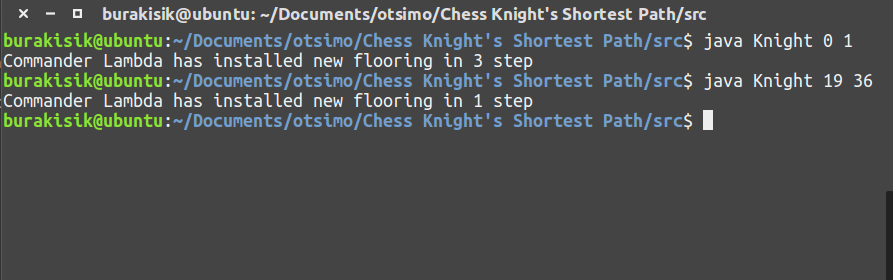 burakisik@ubuntu: ~/Documents/otsimo/Chess Knight's Shortest Path/src
burakisik@ubuntu:~/Documents/otsimo/Chess Knight's Shortest Path/src$ java Knight 0 1
Commander Lambda has installed new flooring in 3 step
burakisik@ubuntu:~/Documents/otsimo/Chess Knight's Shortest Path/src$ java Knight 19 36
Commander Lambda has installed new flooring in 1 step
burakisik@ubuntu:~/Documents/otsimo/Chess Knight's Shortest Path/src$